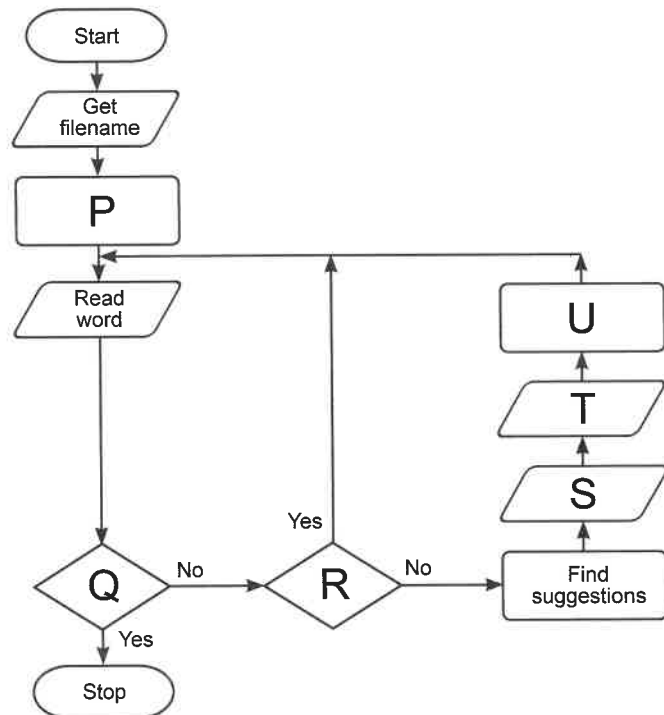 Start
Get
filename
P
Read
word
U
T
S
Yes
Q
No
R
No
Find
suggestions
Yes
Stop